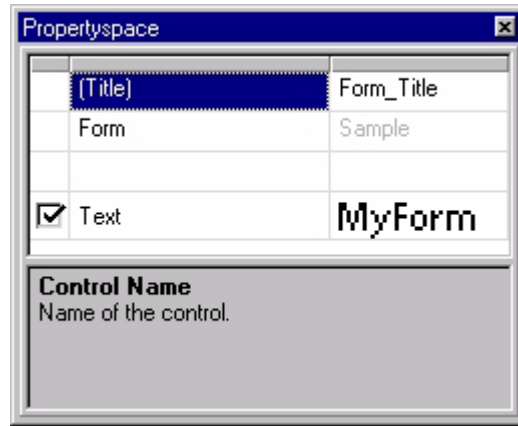 Propertyspace
(Title) Form_Title
Form Sample
Text MyForm
Control Name
Name of the control.